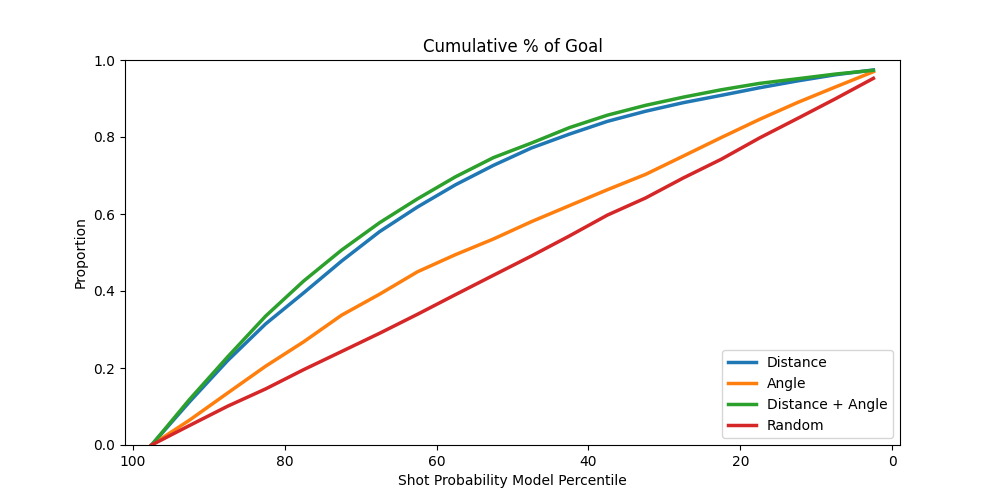 Cumulative % of Goal
Proportion
1.0
0.8
0.6
0.4
0.2
0.0
100 80 60 40 20 0
Shot Probability Model Percentile
Distance
Angle
Distance + Angle
Random